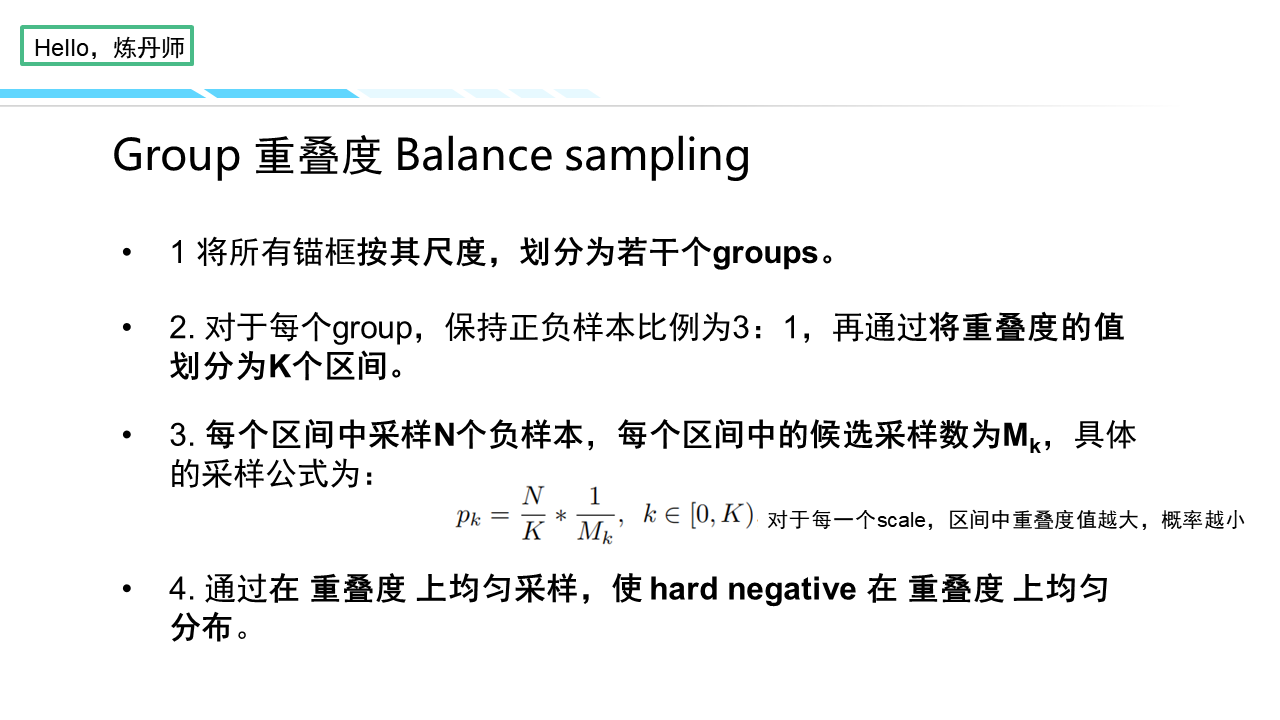 Hello，炼丹师
Group 重叠度 Balance sampling
• 1 将所有锚框按其尺度，划分为若干个groups。
• 2. 对于每个group，保持正负样本比例为3：1，再通过将重叠度的值
划分为K个区间。
• 3. 每个区间中采样N个负样本，每个区间中的候选采样数为Mk，具体
的采样公式为：
pk = N/K * 1/Mk, k ∈ [0, K) 对于每一个scale，区间中重叠度值越大，概率越小
• 4. 通过在 重叠度 上均匀采样，使 hard negative 在 重叠度 上均匀
分布。